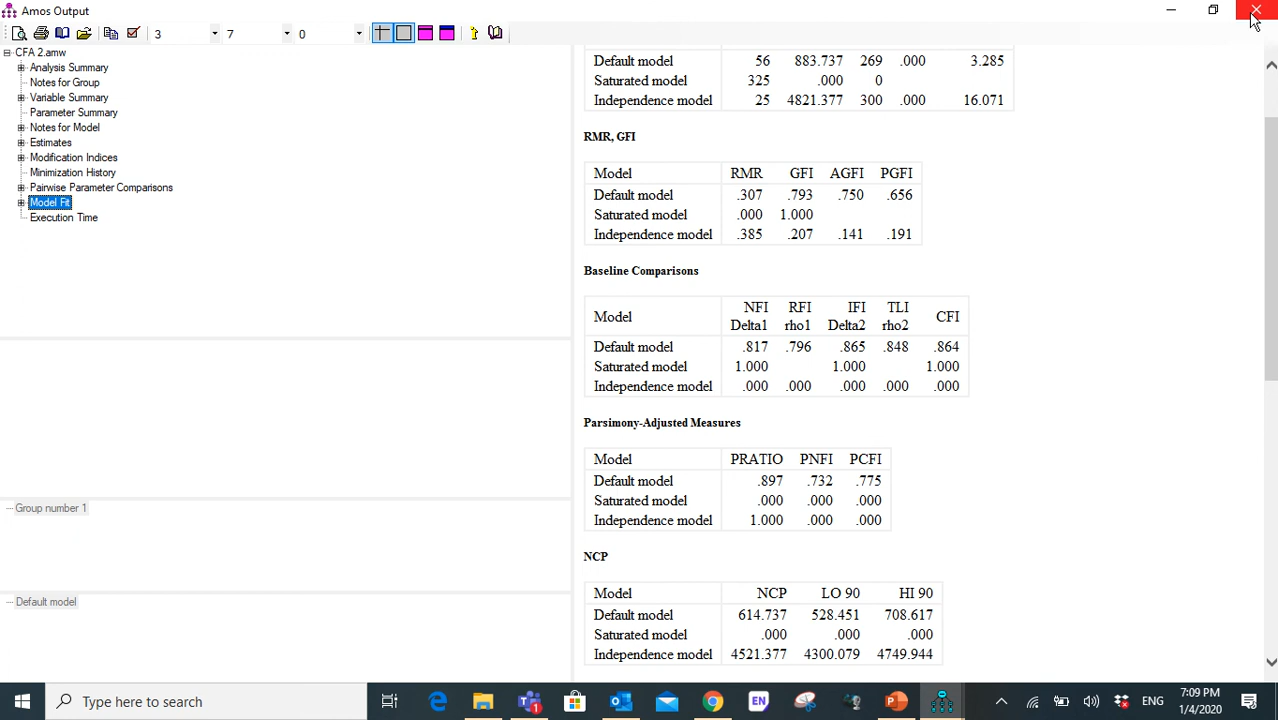 Amos Output
3 7 0
CFA 2.amw
Analysis Summary
Notes for Group
Variable Summary
Parameter Summary
Notes for Model
Estimates
Modification Indices
Minimization History
Pairwise Parameter Comparisons
Model Fit
Execution Time
Group number 1
Default model
Default model 56 883.737 269 .000 3.285
Saturated model 325 .000 0
Independence model 25 4821.377 300 .000 16.071
RMR, GFI
Model RMR GFI AGFI PGFI
Default model .307 .793 .750 .656
Saturated model .000 1.000
Independence model .385 .207 .141 .191
Baseline Comparisons
Model NFI RFI IFI TLI CFI
Delta1 rho1 Delta2 rho2
Default model .817 .796 .865 .848 .864
Saturated model 1.000 1.000 1.000
Independence model .000 .000 .000 .000 .000
Parsimony-Adjusted Measures
Model PRATIO PNFI PCFI
Default model .897 .732 .775
Saturated model .000 .000 .000
Independence model 1.000 .000 .000
NCP
Model NCP LO 90 HI 90
Default model 614.737 528.451 708.617
Saturated model .000 .000 .000
Independence model 4521.377 4300.079 4749.944
Type here to search
EN
ENG
7:09 PM
1/4/2020